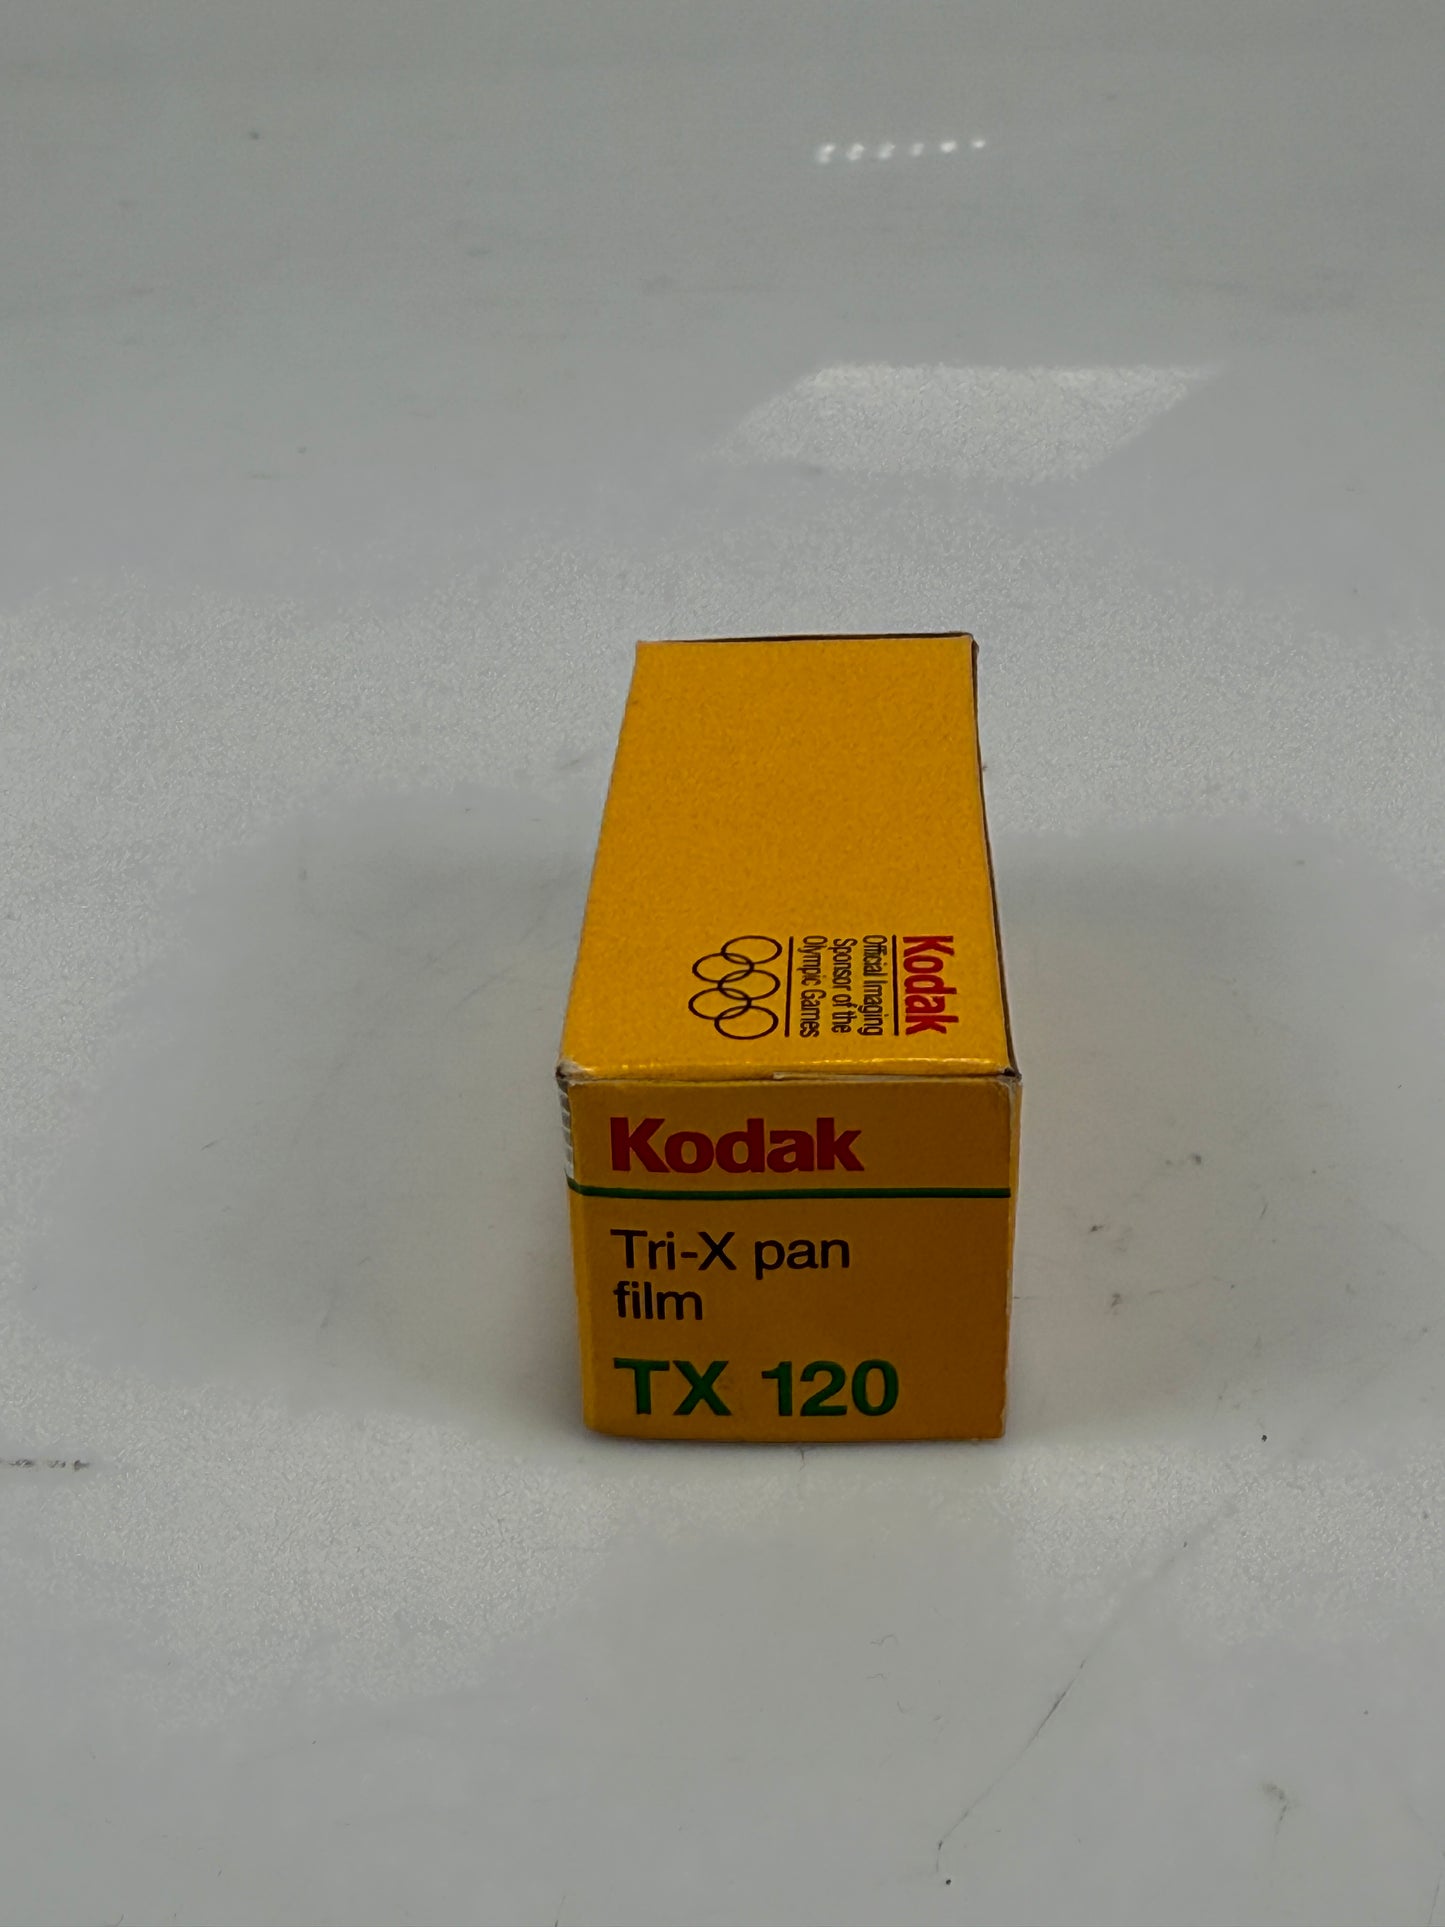 Kodak
Official Imaging
Sponsor of the
Olympic Games
Kodak
Tri-X pan
film
TX 120